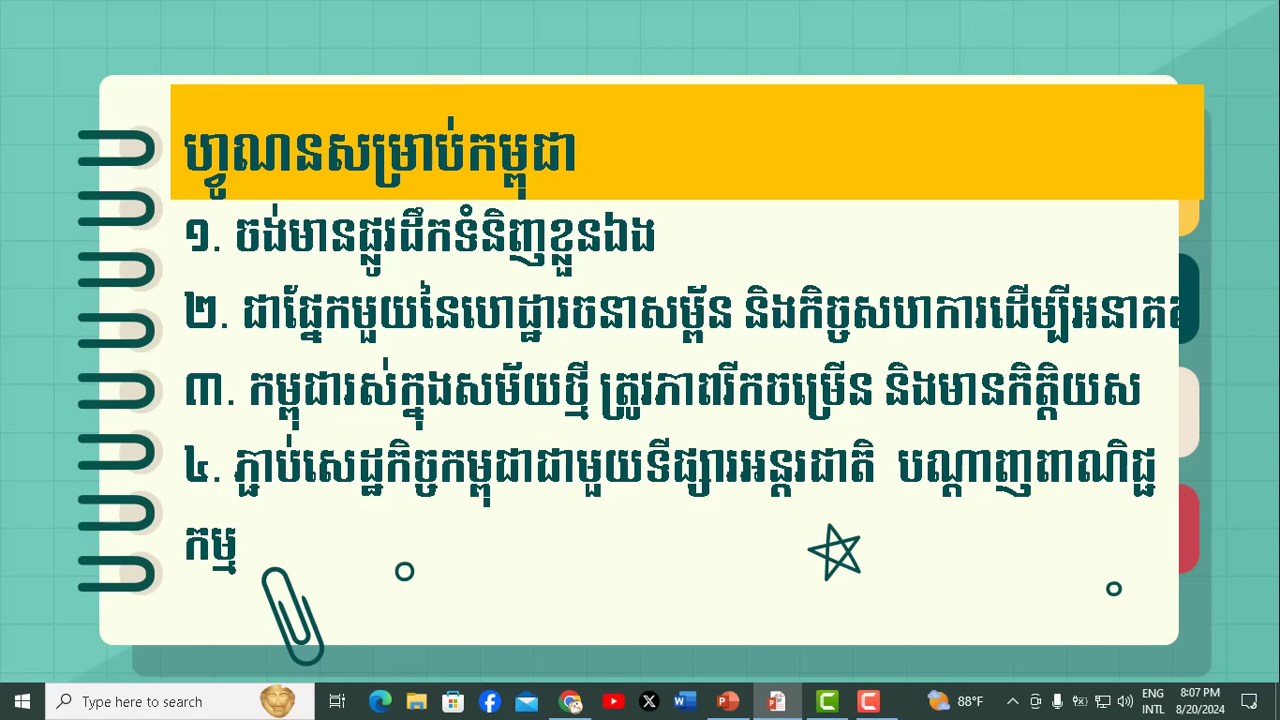 ហ្វូណនសម្រាប់កម្ពុជា
១. ចង់មានផ្លូវដឹកទំនិញខ្លួនឯង
២. ជាផ្នែកមួយនៃហេដ្ឋារចនាសម្ព័ន និងកិច្ចសហការដើម្បីអនាគត
៣. កម្ពុជារស់ក្នុងសម័យថ្មី ត្រូវភាពរីកចម្រើន និងមានកិត្តិយស
៤. ភ្ជាប់សេដ្ឋកិច្ចកម្ពុជាជាមួយទីផ្សារអន្តរជាតិ បណ្តាញពាណិជ្ជ
កម្ម
Type here to search
88°F
ENG
INTL
8:07 PM
8/20/2024